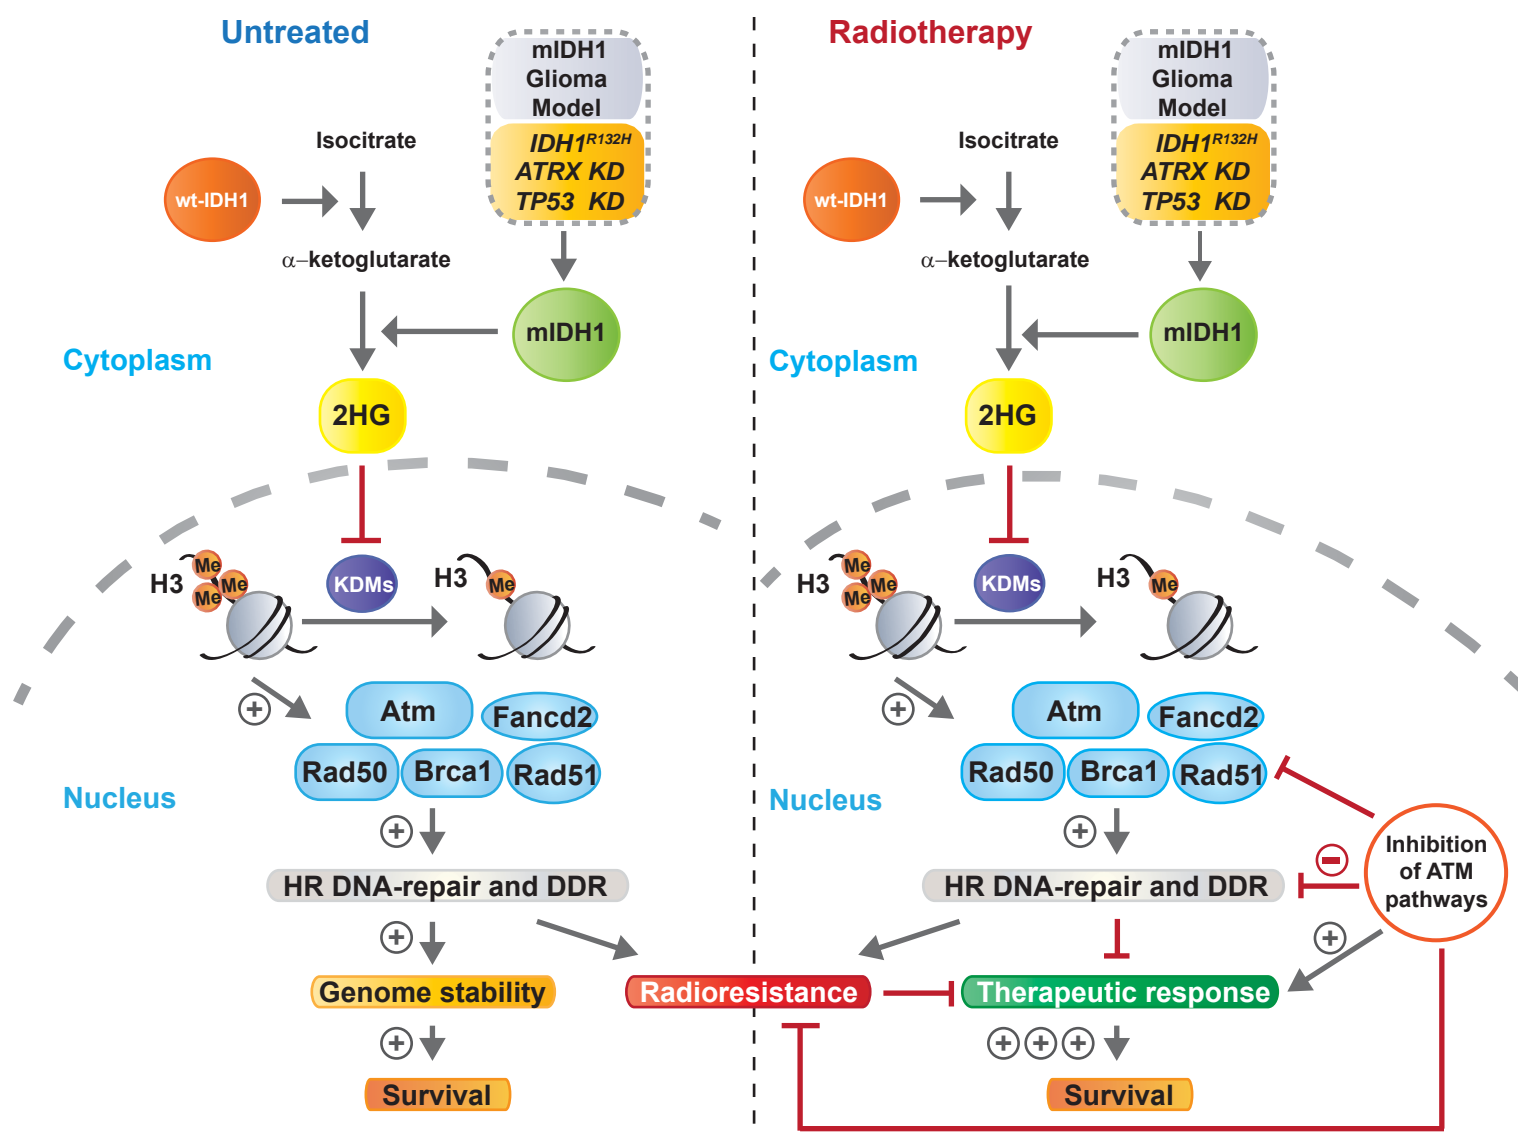 Untreated
mIDH1
Glioma
Model
IDH1R132H
ATRX KD
TP53 KD
Isocitrate
wt-IDH1
α–ketoglutarate
mIDH1
Cytoplasm
2HG
H3
Me
Me
Me
KDMs
H3
Me
+
Atm
Fancd2
Rad50
Brca1
Rad51
Nucleus
+
HR DNA-repair and DDR
+
Genome stability
+
Survival
Radioresistance
Radiotherapy
mIDH1
Glioma
Model
IDH1R132H
ATRX KD
TP53 KD
Isocitrate
wt-IDH1
α–ketoglutarate
mIDH1
Cytoplasm
2HG
H3
Me
Me
Me
KDMs
H3
Me
+
Atm
Fancd2
Rad50
Brca1
Rad51
Nucleus
+
Inhibition
of ATM
pathways
–
HR DNA-repair and DDR
+
Therapeutic response
+ + +
Survival